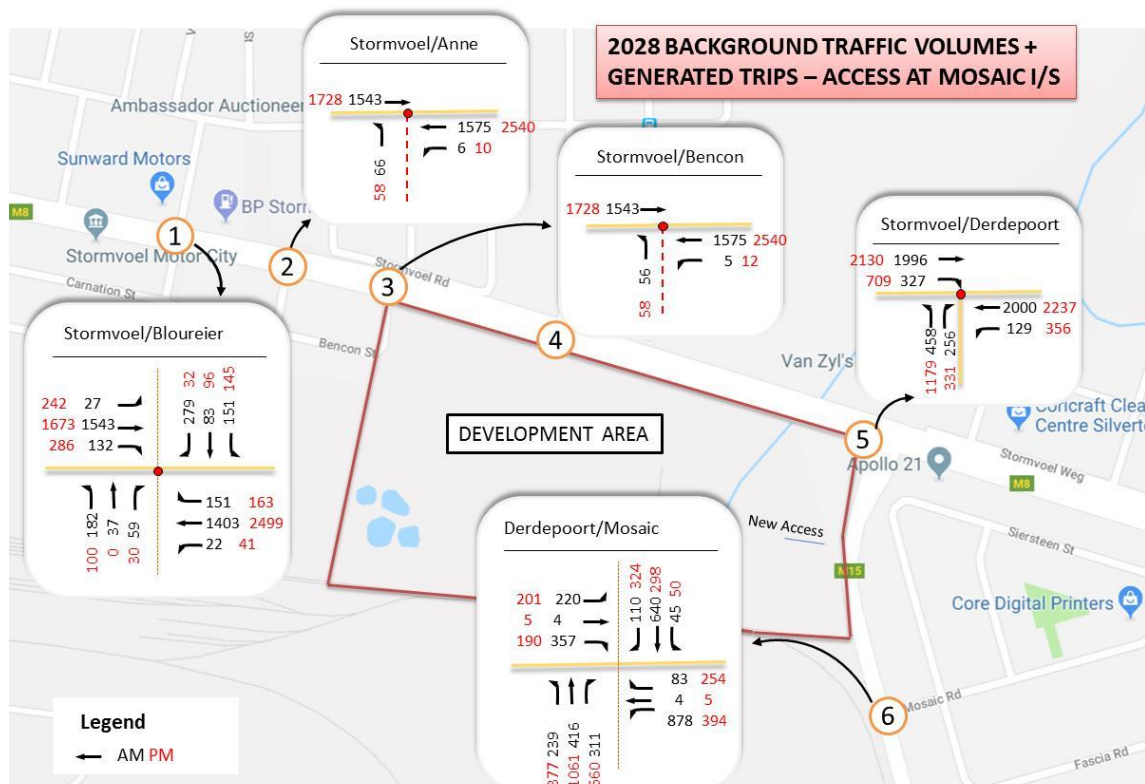 2028 BACKGROUND TRAFFIC VOLUMES +
GENERATED TRIPS – ACCESS AT MOSAIC I/S
Stormvoel/Anne
1728 1543
1575 2540
6 10
58 66
Stormvoel/Bencon
1728 1543
1575 2540
5 12
58 56
Stormvoel/Derdepoort
2130 1996
709 327
2000 2237
129 356
1179 458
331 256
Ambassador Auctioneer
Sunward Motors
BP Storm
M8
1
2
Stormvoel Motor City
Carnation St
Stormvoel Rd
3
4
Bencon St
Van Zyl's
Stormvoel/Bloureier
242 27
1673 1543
286 132
279 32
83 96
151 145
151 163
1403 2499
22 41
100 182
0 37
30 59
DEVELOPMENT AREA
5
Apollo 21
Concraft Clea
Centre Silverto
Stormvoel Weg
M8
Siersteen St
New Access
M15
Core Digital Printers
Derdepoort/Mosaic
201 220
5 4
190 357
110 324
640 298
45 50
83 254
4 5
878 394
377 239
1061 416
560 311
6
Mosaic Rd
Fascia Rd
Legend
AM PM